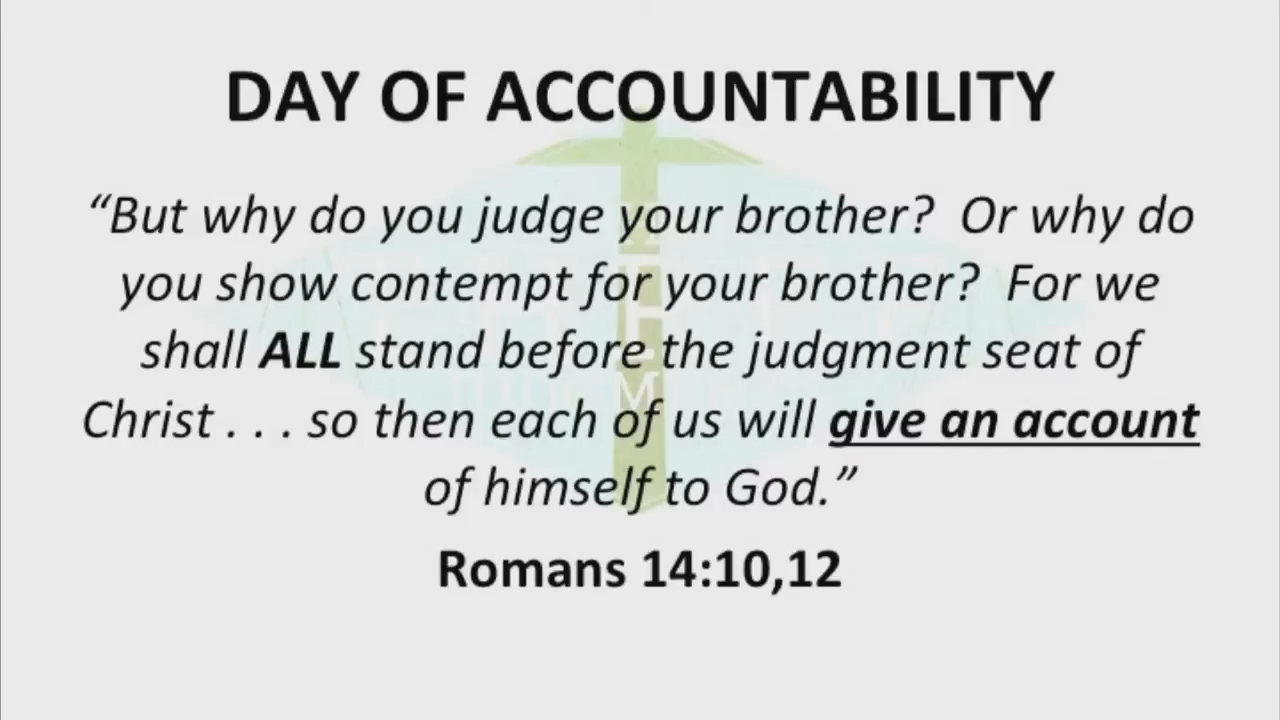 DAY OF ACCOUNTABILITY
“But why do you judge your brother?  Or why do
you show contempt for your brother?  For we
shall ALL stand before the judgment seat of
Christ . . . so then each of us will give an account
of himself to God.”
Romans 14:10,12